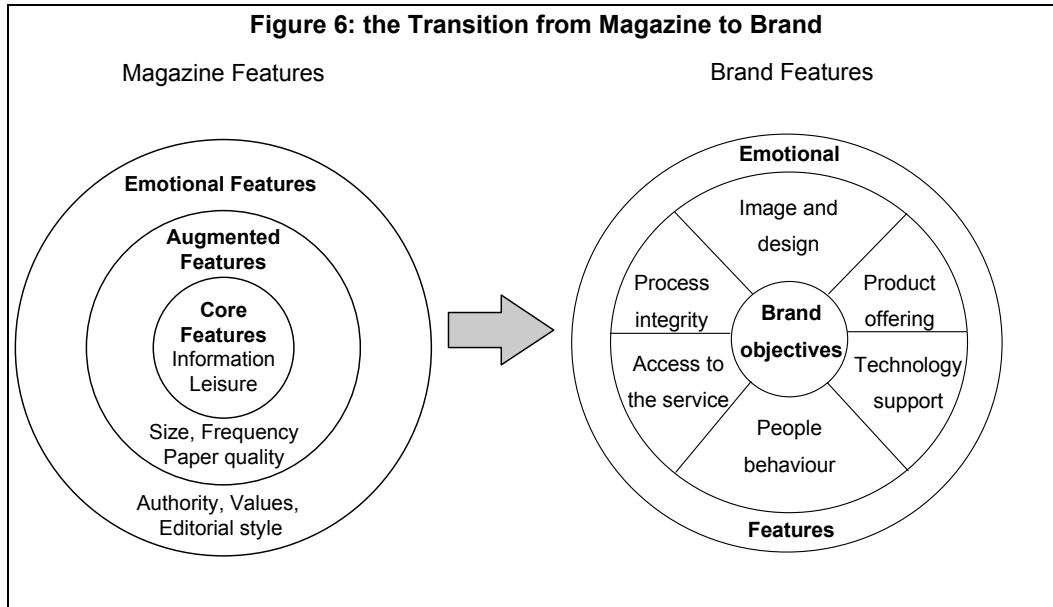 Figure 6: the Transition from Magazine to Brand
Magazine Features
Emotional Features
Augmented
Features
Core
Features
Information
Leisure
Size, Frequency
Paper quality
Authority, Values,
Editorial style
Brand Features
Emotional
Image and
design
Process
integrity
Product
offering
Brand
objectives
Access to
the service
Technology
support
People
behaviour
Features